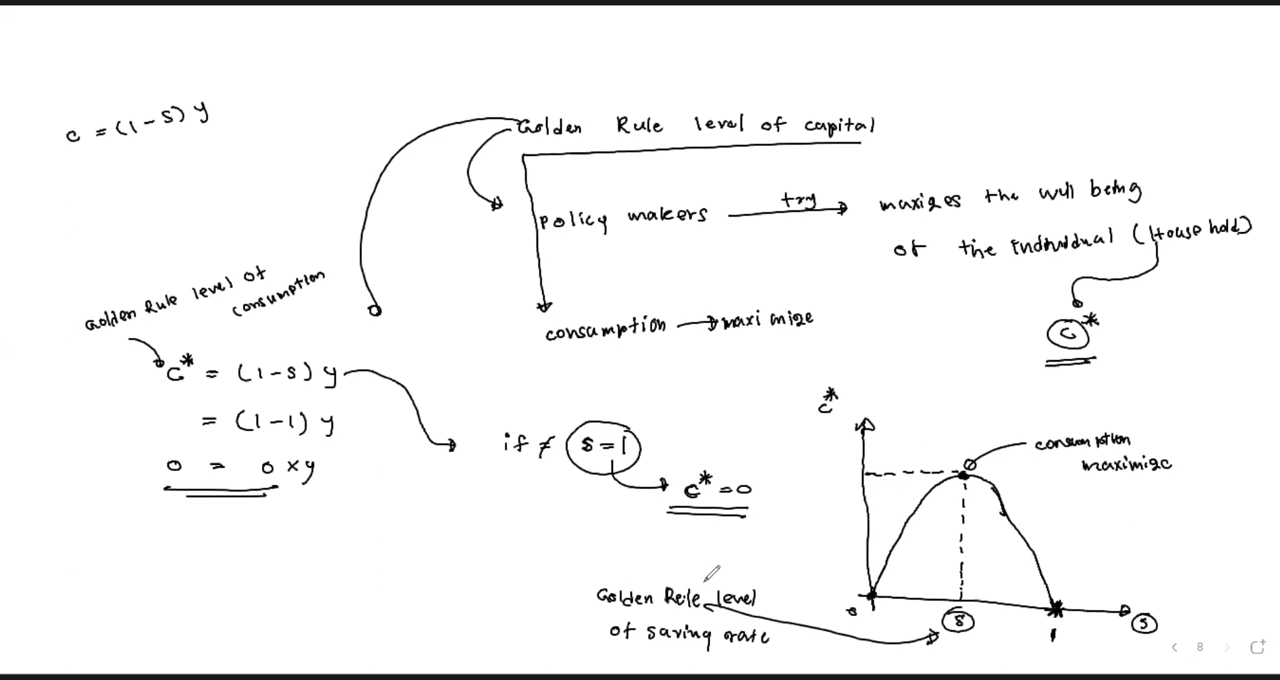 c = (1-s) y
Golden Rule level of capital
policy makers try maxizes the well being
of the individual (Household)
consumption maximize
c*
Golden Rule level of
consumption
c* = (1-s) y
= (1-1) y
0 = 0 x y
if ≠ s=1
c* = 0
c*
consumption
maximize
0
s
1
s
Golden Rule level
of saving rate
8